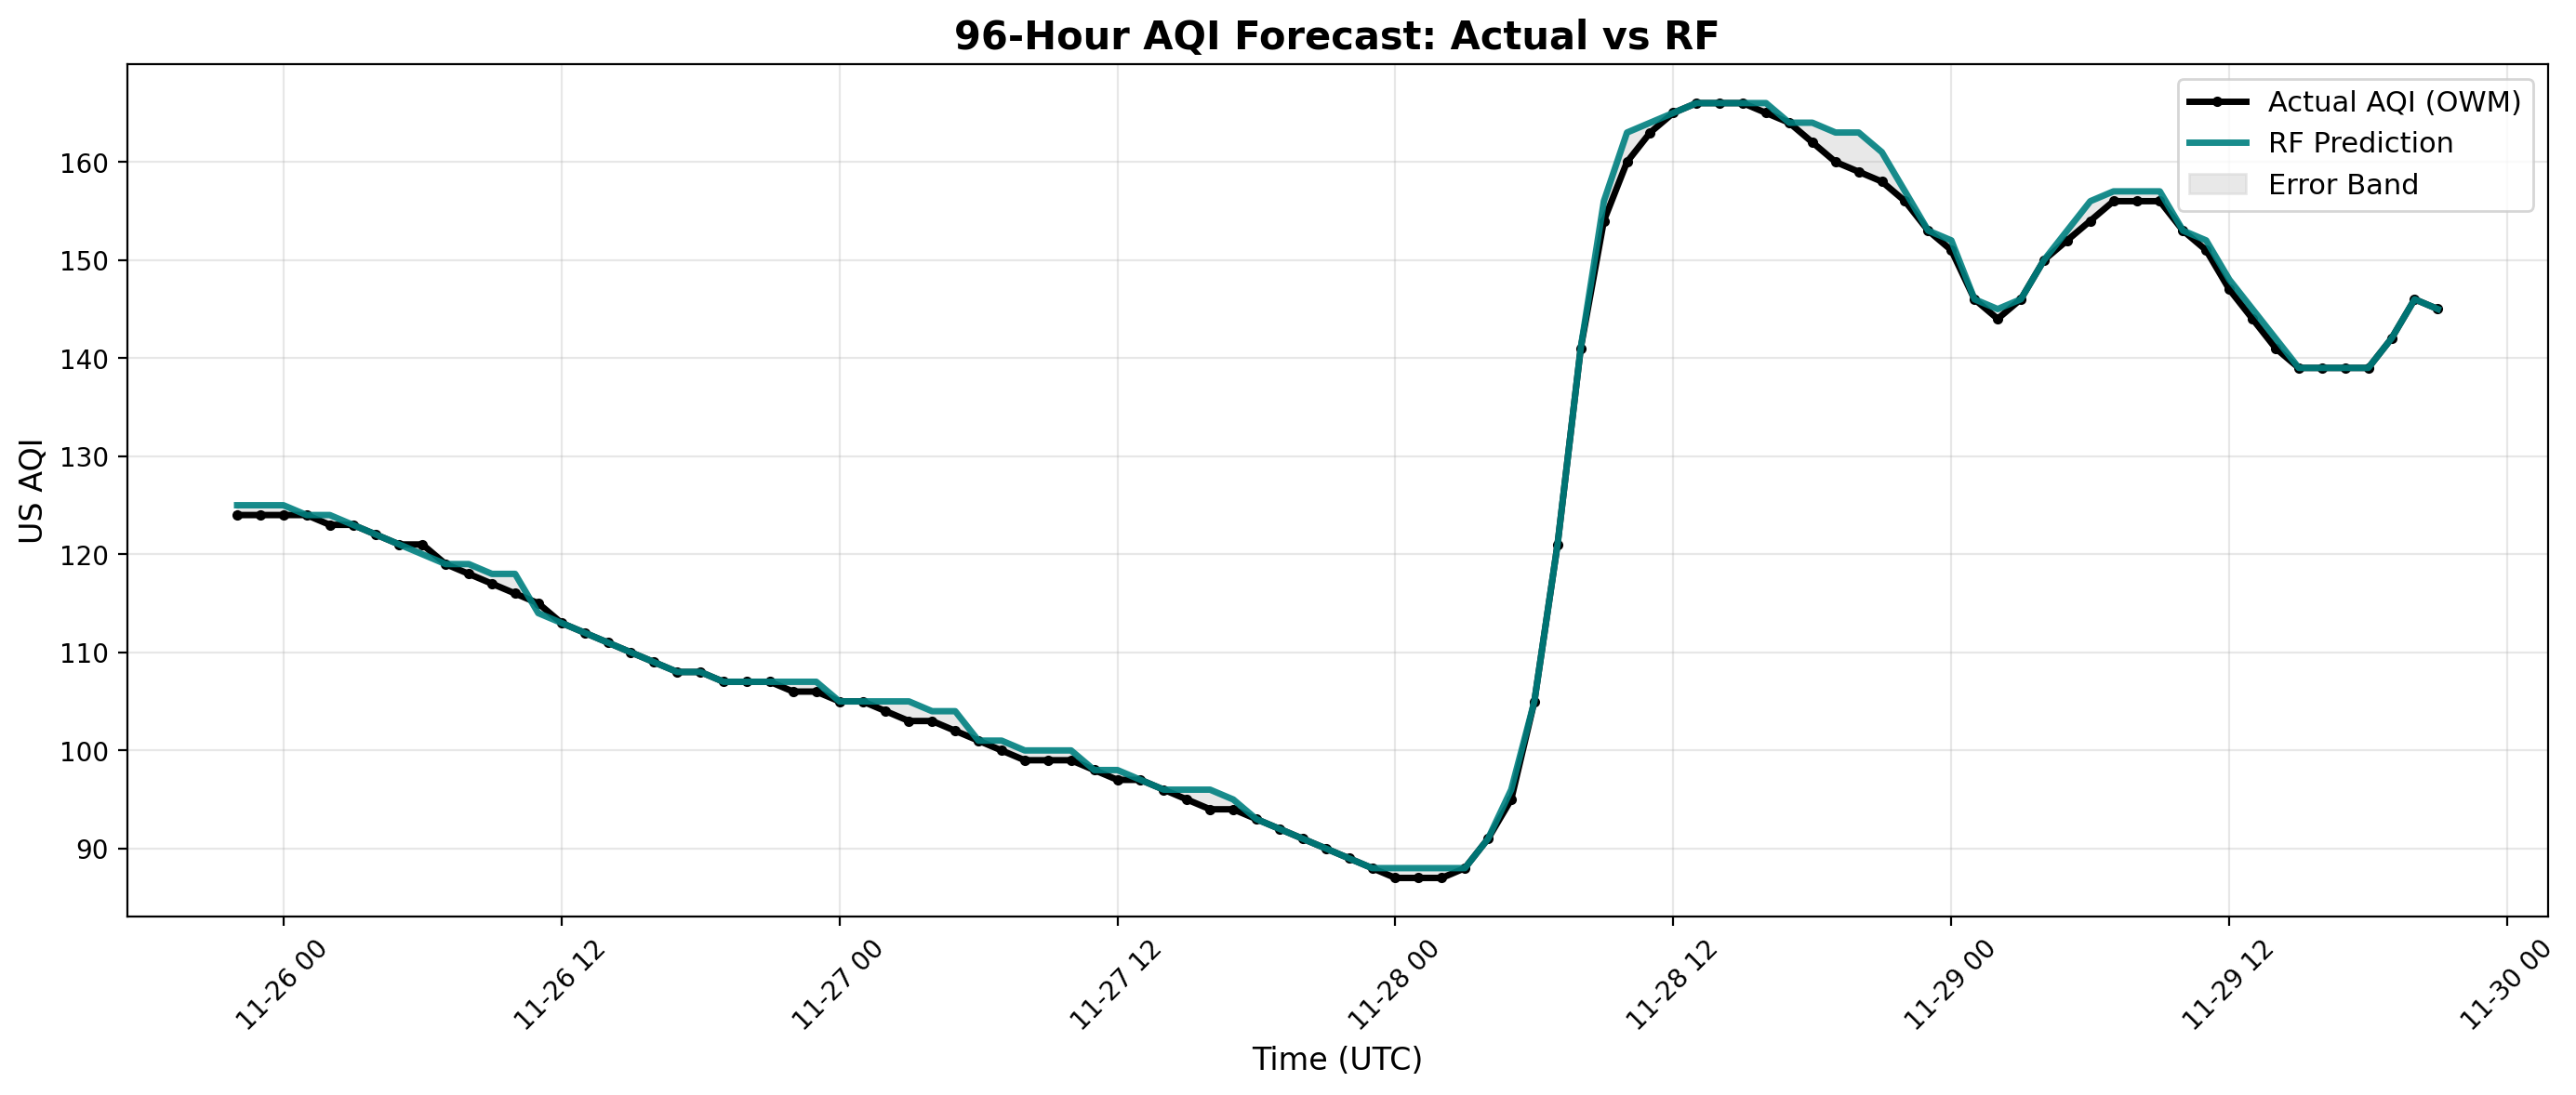 96-Hour AQI Forecast: Actual vs RF
Actual AQI (OWM)
RF Prediction
Error Band
US AQI
160
150
140
130
120
110
100
90
11-26 00
11-26 12
11-27 00
11-27 12
11-28 00
11-28 12
11-29 00
11-29 12
11-30 00
Time (UTC)